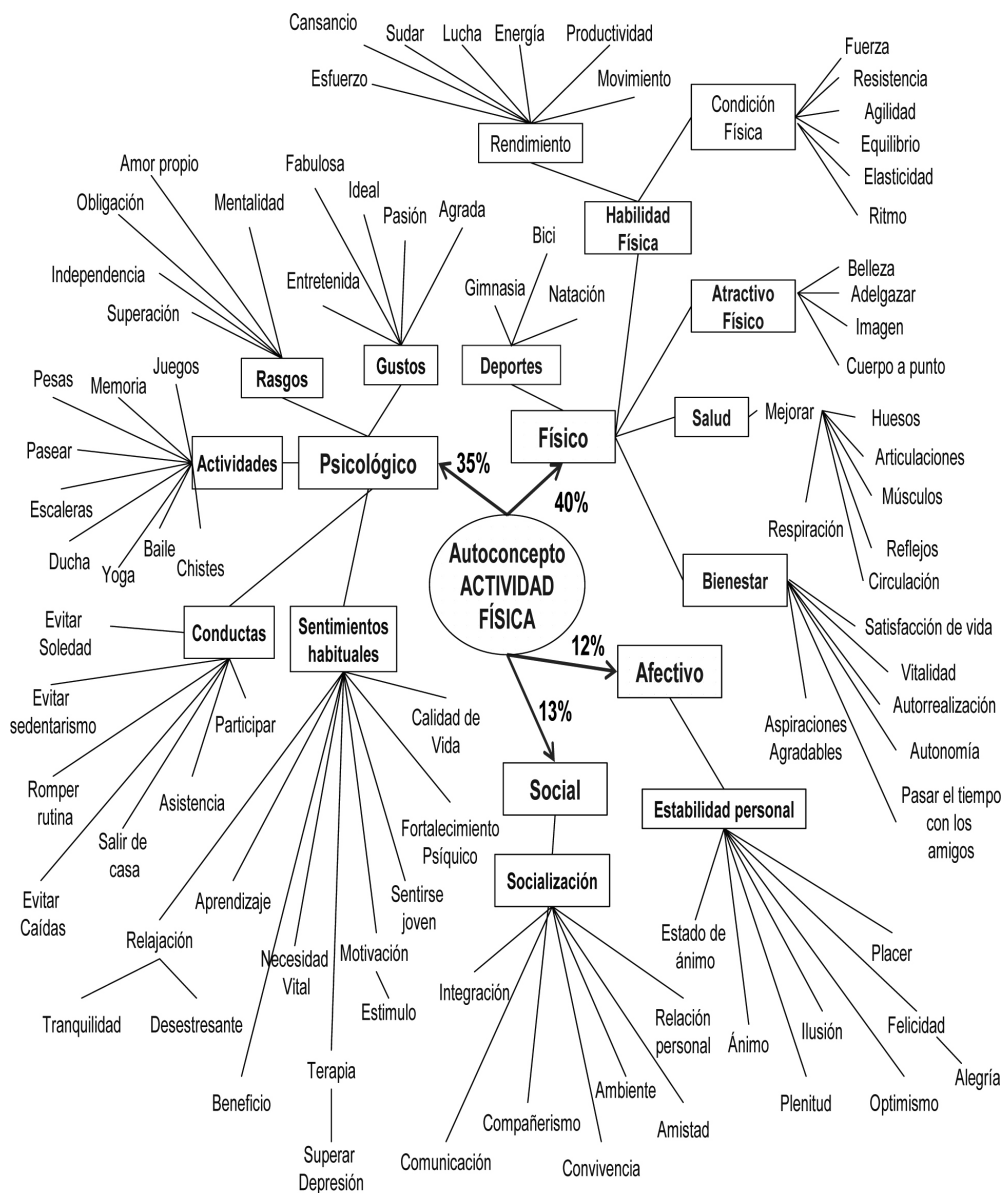 Cansancio
Sudar
Lucha
Energía
Productividad
Esfuerzo
Movimiento
Rendimiento
Condición
Física
Fuerza
Resistencia
Agilidad
Equilibrio
Elasticidad
Ritmo
Habilidad
Física
Amor propio
Obligación
Mentalidad
Independencia
Superación
Rasgos
Fabulosa
Ideal
Pasión
Agrada
Entretenida
Gustos
Bici
Gimnasia
Natación
Deportes
Atractivo
Físico
Belleza
Adelgazar
Imagen
Cuerpo a punto
Juegos
Memoria
Pesas
Pasear
Escaleras
Ducha
Yoga
Baile
Chistes
Actividades
Psicológico
35%
Físico
40%
Salud
Mejorar
Huesos
Articulaciones
Músculos
Reflejos
Circulación
Respiración
Autoconcepto
ACTIVIDAD
FÍSICA
Bienestar
Satisfacción de vida
Vitalidad
Autorrealización
Autonomía
Pasar el tiempo
con los
amigos
Aspiraciones
Agradables
Conductas
Evitar
Soledad
Evitar
sedentarismo
Romper
rutina
Evitar
Caídas
Salir de
casa
Asistencia
Participar
Sentimientos
habituales
Calidad de
Vida
Fortalecimiento
Psíquico
Sentirse
joven
Motivación
Estimulo
Necesidad
Vital
Aprendizaje
Relajación
Tranquilidad
Desestresante
Beneficio
Terapia
Superar
Depresión
12%
Afectivo
13%
Social
Socialización
Integración
Comunicación
Compañerismo
Convivencia
Ambiente
Amistad
Relación
personal
Estabilidad personal
Estado de
ánimo
Ánimo
Plenitud
Ilusión
Optimismo
Felicidad
Alegría
Placer